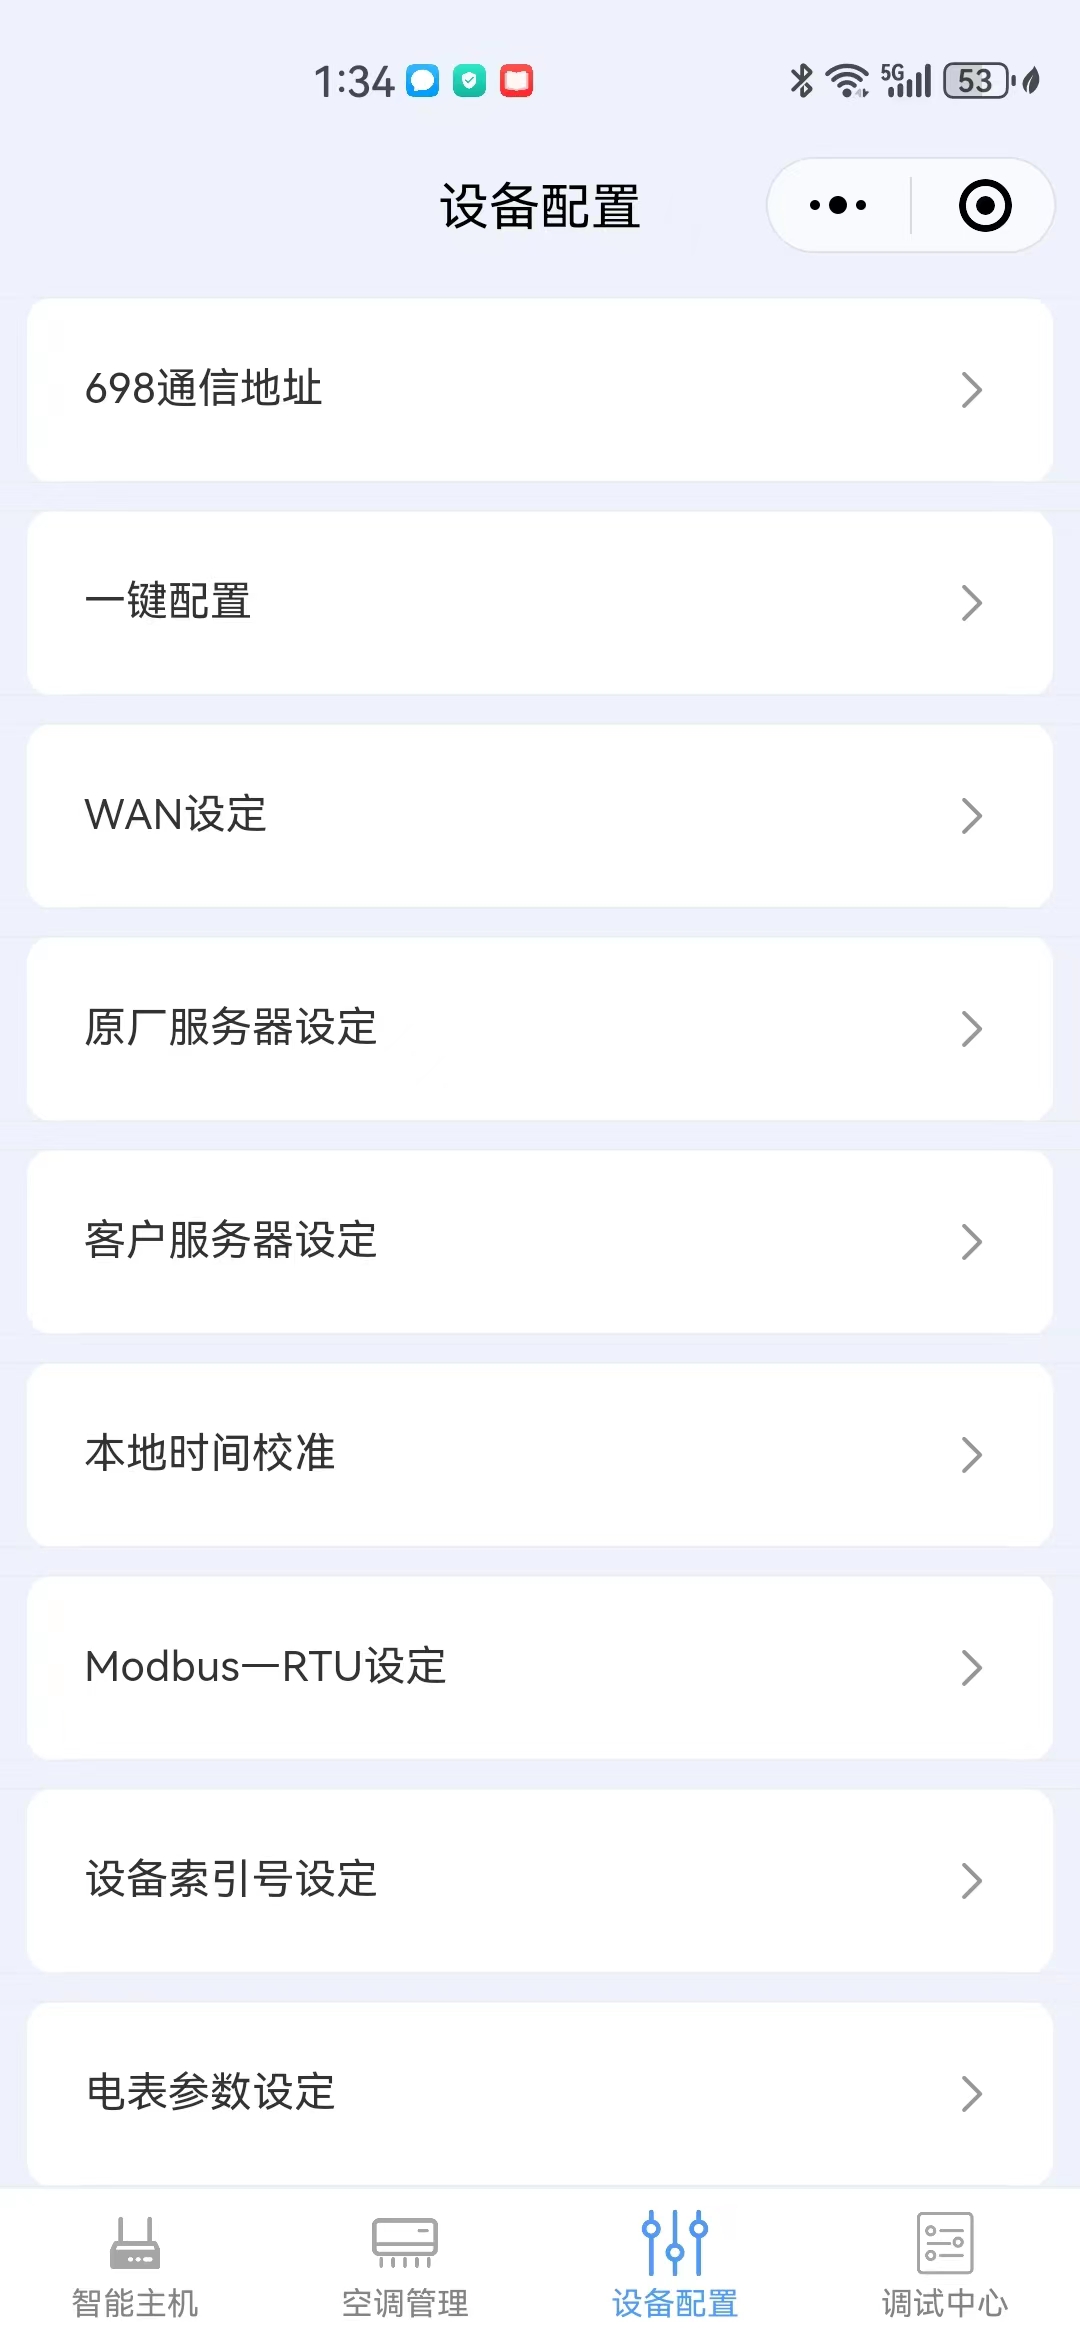 1:34
5G
53
设备配置
698通信地址
一键配置
WAN设定
原厂服务器设定
客户服务器设定
本地时间校准
Modbus—RTU设定
设备索引号设定
电表参数设定
智能主机
空调管理
设备配置
调试中心